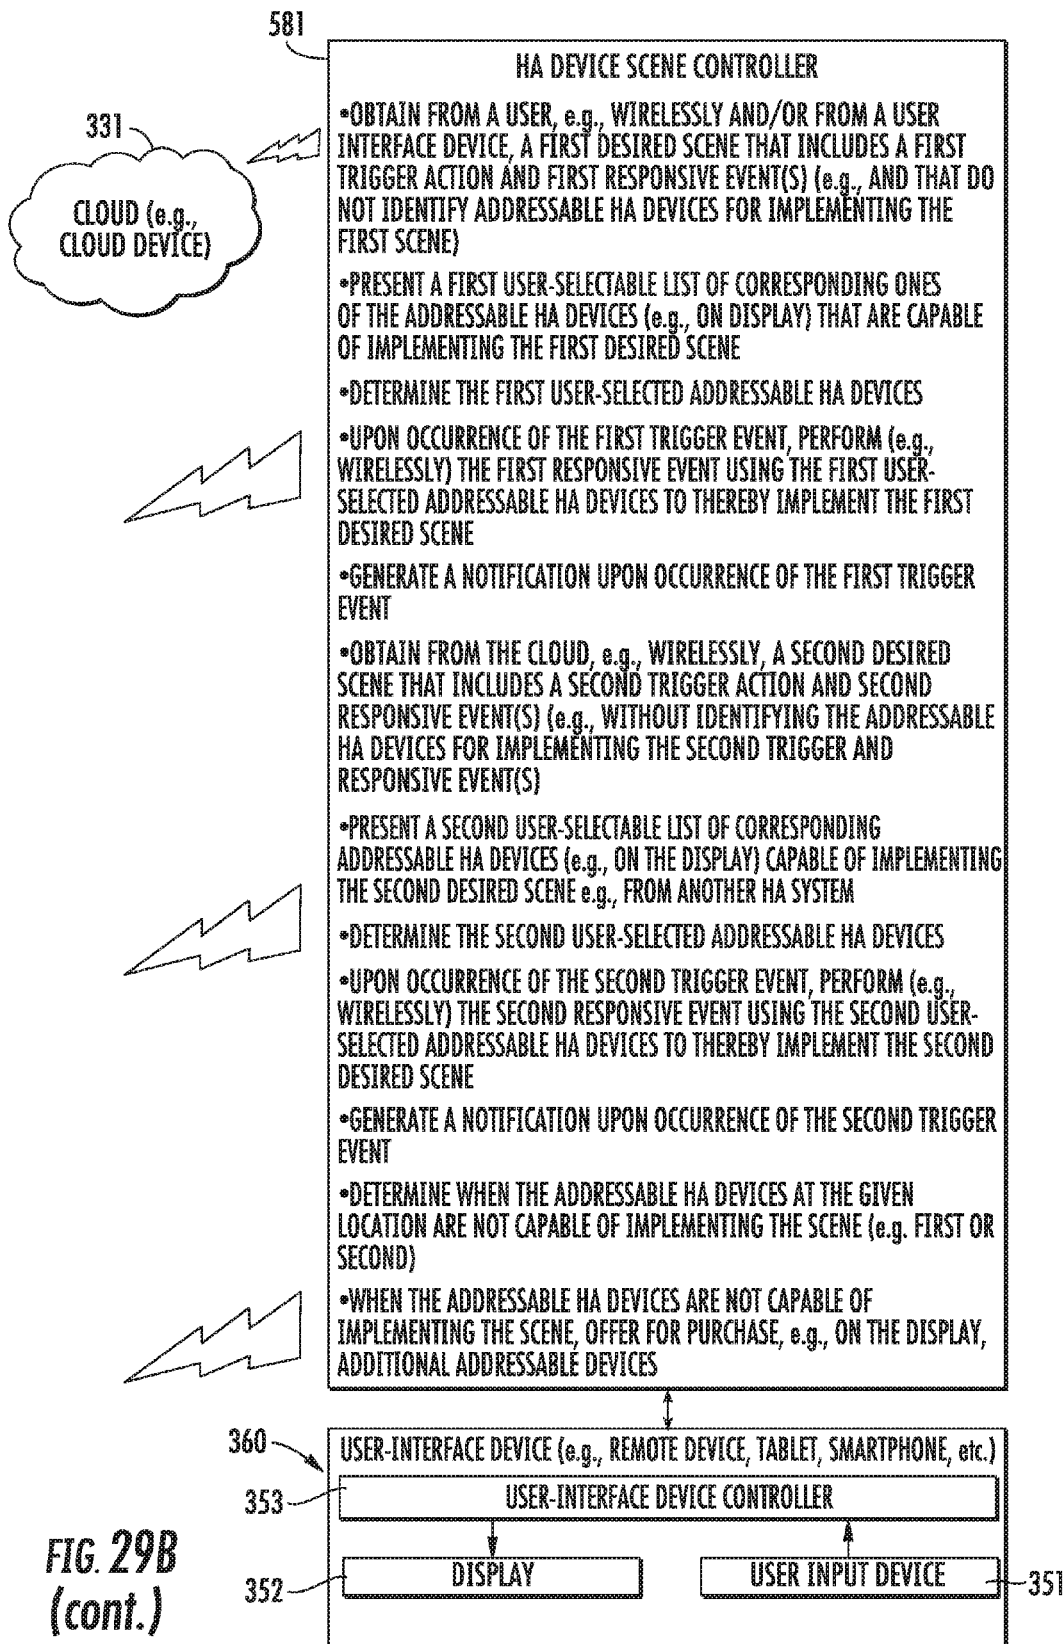 581
HA DEVICE SCENE CONTROLLER
331
CLOUD (e.g.,
CLOUD DEVICE)
•OBTAIN FROM A USER, e.g., WIRELESSLY AND/OR FROM A USER
INTERFACE DEVICE, A FIRST DESIRED SCENE THAT INCLUDES A FIRST
TRIGGER ACTION AND FIRST RESPONSIVE EVENT(S) (e.g., AND THAT DO
NOT IDENTIFY ADDRESSABLE HA DEVICES FOR IMPLEMENTING THE
FIRST SCENE)
•PRESENT A FIRST USER-SELECTABLE LIST OF CORRESPONDING ONES
OF THE ADDRESSABLE HA DEVICES (e.g., ON DISPLAY) THAT ARE CAPABLE
OF IMPLEMENTING THE FIRST DESIRED SCENE
•DETERMINE THE FIRST USER-SELECTED ADDRESSABLE HA DEVICES
•UPON OCCURRENCE OF THE FIRST TRIGGER EVENT, PERFORM (e.g.,
WIRELESSLY) THE FIRST RESPONSIVE EVENT USING THE FIRST USER-
SELECTED ADDRESSABLE HA DEVICES TO THEREBY IMPLEMENT THE FIRST
DESIRED SCENE
•GENERATE A NOTIFICATION UPON OCCURRENCE OF THE FIRST TRIGGER
EVENT
•OBTAIN FROM THE CLOUD, e.g., WIRELESSLY, A SECOND DESIRED
SCENE THAT INCLUDES A SECOND TRIGGER ACTION AND SECOND
RESPONSIVE EVENT(S) (e.g., WITHOUT IDENTIFYING THE ADDRESSABLE
HA DEVICES FOR IMPLEMENTING THE SECOND TRIGGER AND
RESPONSIVE EVENT(S)
•PRESENT A SECOND USER-SELECTABLE LIST OF CORRESPONDING
ADDRESSABLE HA DEVICES (e.g., ON THE DISPLAY) CAPABLE OF IMPLEMENTING
THE SECOND DESIRED SCENE e.g., FROM ANOTHER HA SYSTEM
•DETERMINE THE SECOND USER-SELECTED ADDRESSABLE HA DEVICES
•UPON OCCURRENCE OF THE SECOND TRIGGER EVENT, PERFORM (e.g.,
WIRELESSLY) THE SECOND RESPONSIVE EVENT USING THE SECOND USER-
SELECTED ADDRESSABLE HA DEVICES TO THEREBY IMPLEMENT THE SECOND
DESIRED SCENE
•GENERATE A NOTIFICATION UPON OCCURRENCE OF THE SECOND TRIGGER
EVENT
•DETERMINE WHEN THE ADDRESSABLE HA DEVICES AT THE GIVEN
LOCATION ARE NOT CAPABLE OF IMPLEMENTING THE SCENE (e.g. FIRST OR
SECOND)
•WHEN THE ADDRESSABLE HA DEVICES ARE NOT CAPABLE OF
IMPLEMENTING THE SCENE, OFFER FOR PURCHASE, e.g., ON THE DISPLAY,
ADDITIONAL ADDRESSABLE DEVICES
360
USER-INTERFACE DEVICE (e.g., REMOTE DEVICE, TABLET, SMARTPHONE, etc.)
353
USER-INTERFACE DEVICE CONTROLLER
352
DISPLAY
USER INPUT DEVICE
351
FIG. 29B
(cont.)